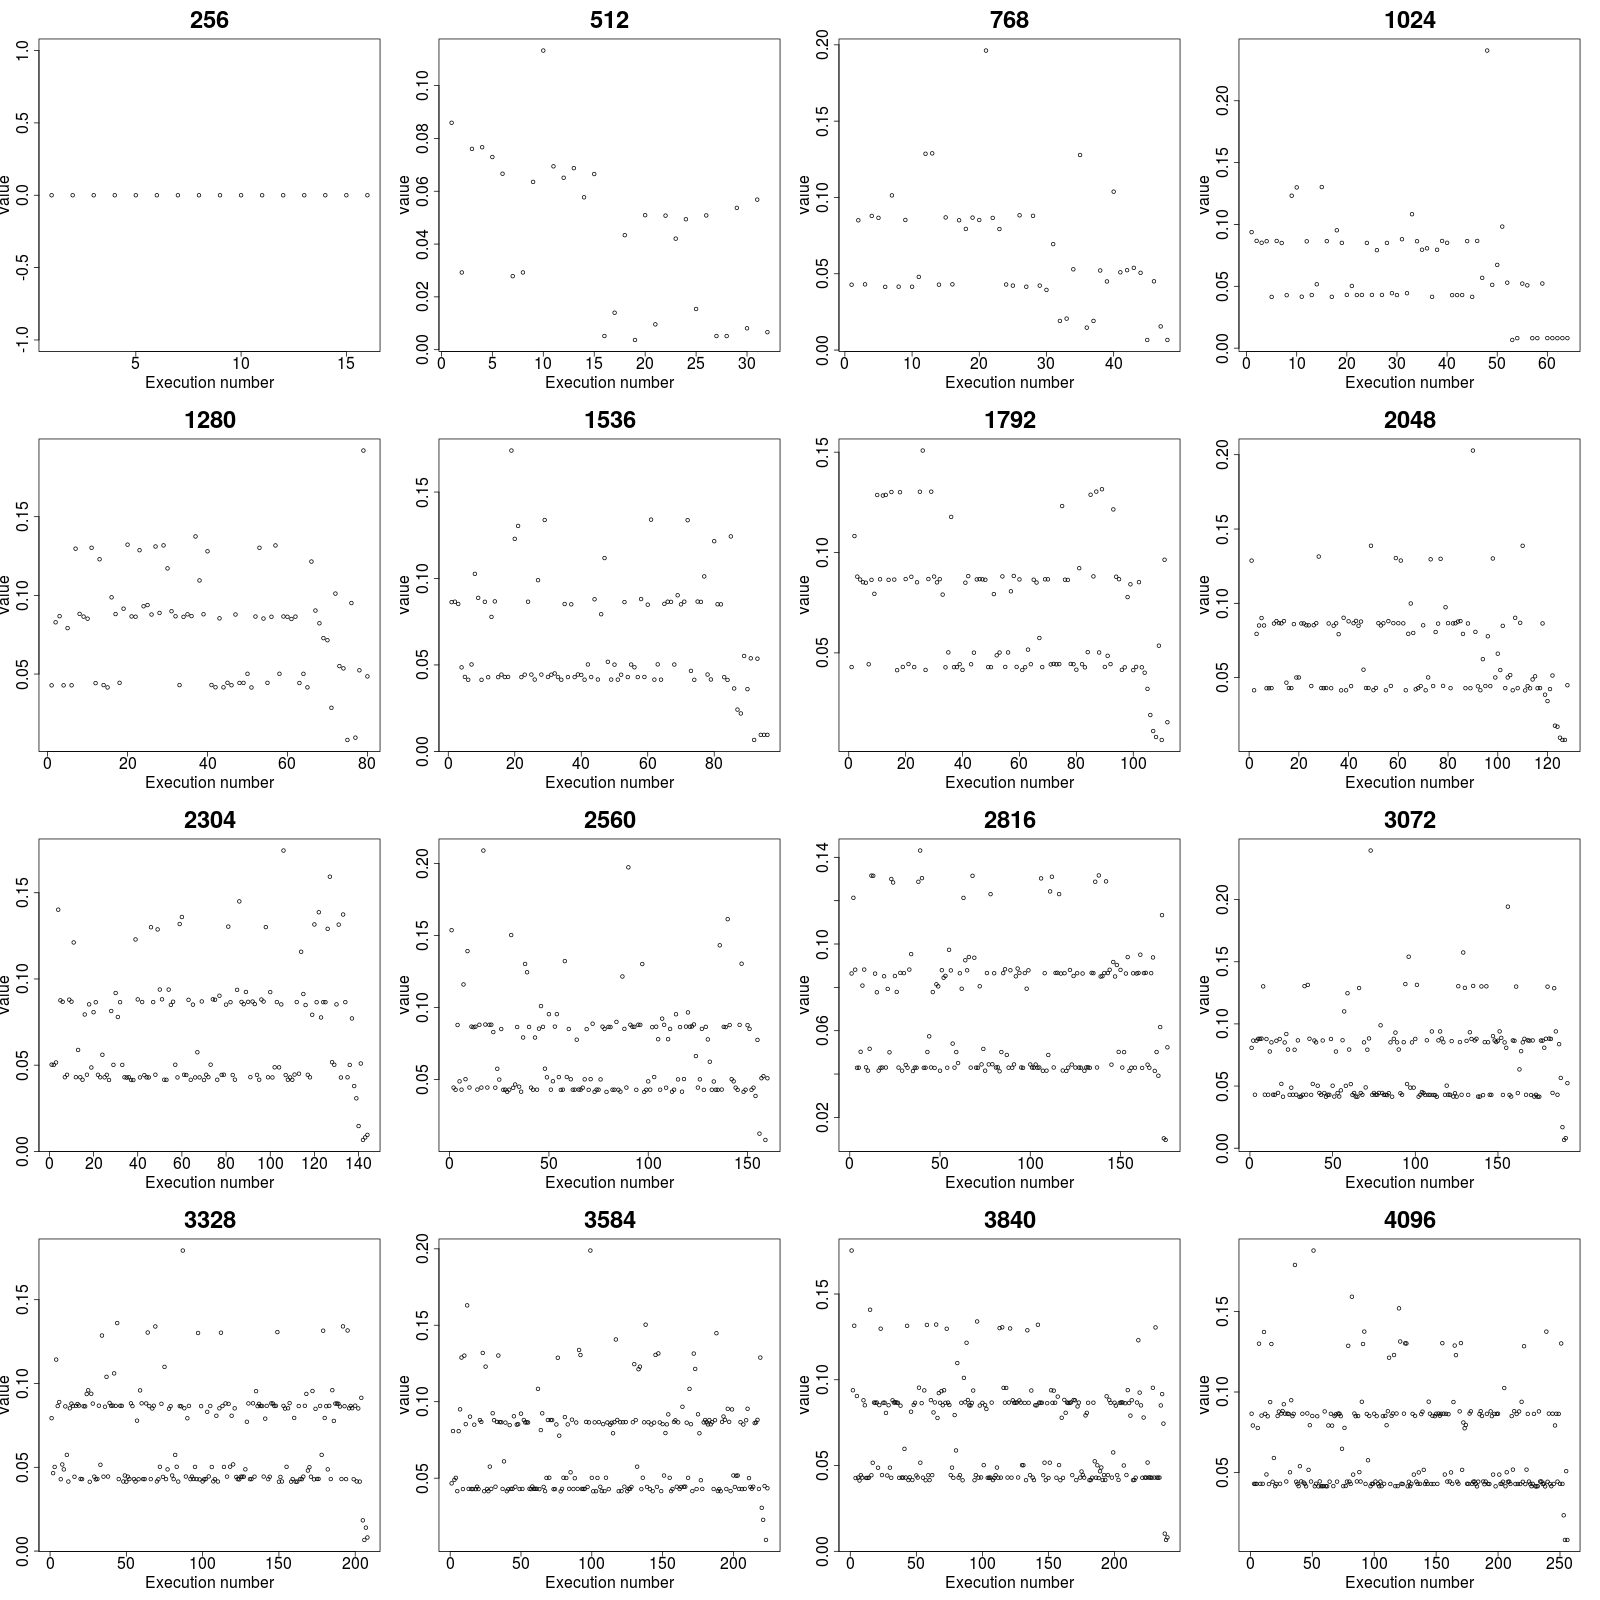 256 512 768 1024
1.0 0.5 0.0 -0.5 -1.0 value 5 10 15 Execution number
0.10 0.08 0.06 0.04 0.02 0.00 value 0 5 10 15 20 25 30 Execution number
0.20 0.15 0.10 0.05 0.00 value 0 10 20 30 40 Execution number
0.20 0.15 0.10 0.05 0.00 value 0 10 20 30 40 50 60 Execution number
1280 1536 1792 2048
0.15 0.10 0.05 value 0 20 40 60 80 Execution number
0.15 0.10 0.05 0.00 value 0 20 40 60 80 Execution number
0.15 0.10 0.05 value 0 20 40 60 80 100 Execution number
0.20 0.15 0.10 0.05 value 0 20 40 60 80 100 120 Execution number
2304 2560 2816 3072
0.15 0.10 0.05 0.00 value 0 20 40 60 80 100 120 140 Execution number
0.20 0.15 0.10 0.05 value 0 50 100 150 Execution number
0.14 0.10 0.06 0.02 value 0 50 100 150 Execution number
0.20 0.15 0.10 0.05 0.00 value 0 50 100 150 Execution number
3328 3584 3840 4096
0.15 0.10 0.05 0.00 value 0 50 100 150 200 Execution number
0.20 0.15 0.10 0.05 value 0 50 100 150 200 Execution number
0.15 0.10 0.05 0.00 value 0 50 100 150 200 Execution number
0.15 0.10 0.05 value 0 50 100 150 200 250 Execution number